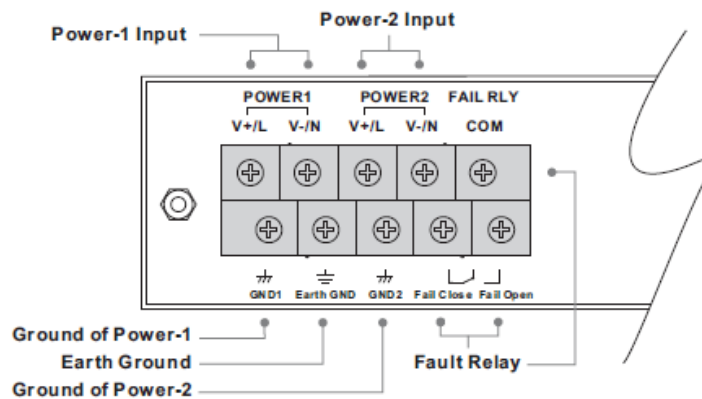 Power-1 Input
Power-2 Input
POWER1 POWER2 FAIL RLY
V+/L V-/N V+/L V-/N COM
GND1 Earth GND GND2 Fail Close Fail Open
Ground of Power-1
Earth Ground
Ground of Power-2
Fault Relay